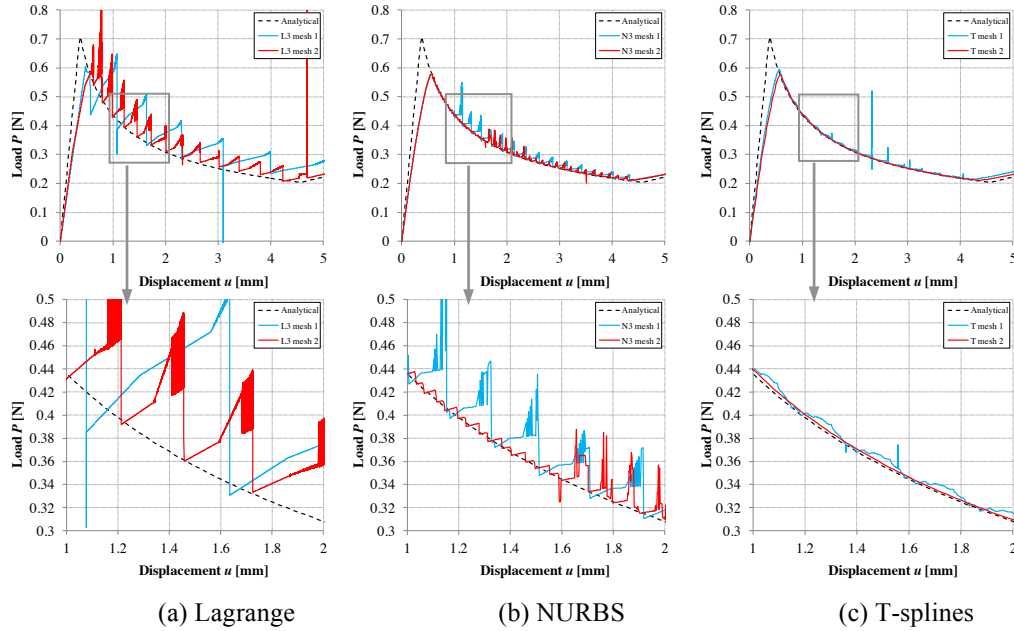 0.8
0.7
0.6
0.5
0.4
0.3
0.2
0.1
0
Load P [N]
0 1 2 3 4 5
Displacement u [mm]
Analytical
L3 mesh 1
L3 mesh 2
0.8
0.7
0.6
0.5
0.4
0.3
0.2
0.1
0
Load P [N]
0 1 2 3 4 5
Displacement u [mm]
Analytical
N3 mesh 1
N3 mesh 2
0.8
0.7
0.6
0.5
0.4
0.3
0.2
0.1
0
Load P [N]
0 1 2 3 4 5
Displacement u [mm]
Analytical
T mesh 1
T mesh 2
0.5
0.48
0.46
0.44
0.42
0.4
0.38
0.36
0.34
0.32
0.3
Load P [N]
1 1.2 1.4 1.6 1.8 2
Displacement u [mm]
Analytical
L3 mesh 1
L3 mesh 2
0.5
0.48
0.46
0.44
0.42
0.4
0.38
0.36
0.34
0.32
0.3
Load P [N]
1 1.2 1.4 1.6 1.8 2
Displacement u [mm]
Analytical
N3 mesh 1
N3 mesh 2
0.5
0.48
0.46
0.44
0.42
0.4
0.38
0.36
0.34
0.32
0.3
Load P [N]
1 1.2 1.4 1.6 1.8 2
Displacement u [mm]
Analytical
T mesh 1
T mesh 2
(a) Lagrange
(b) NURBS
(c) T-splines